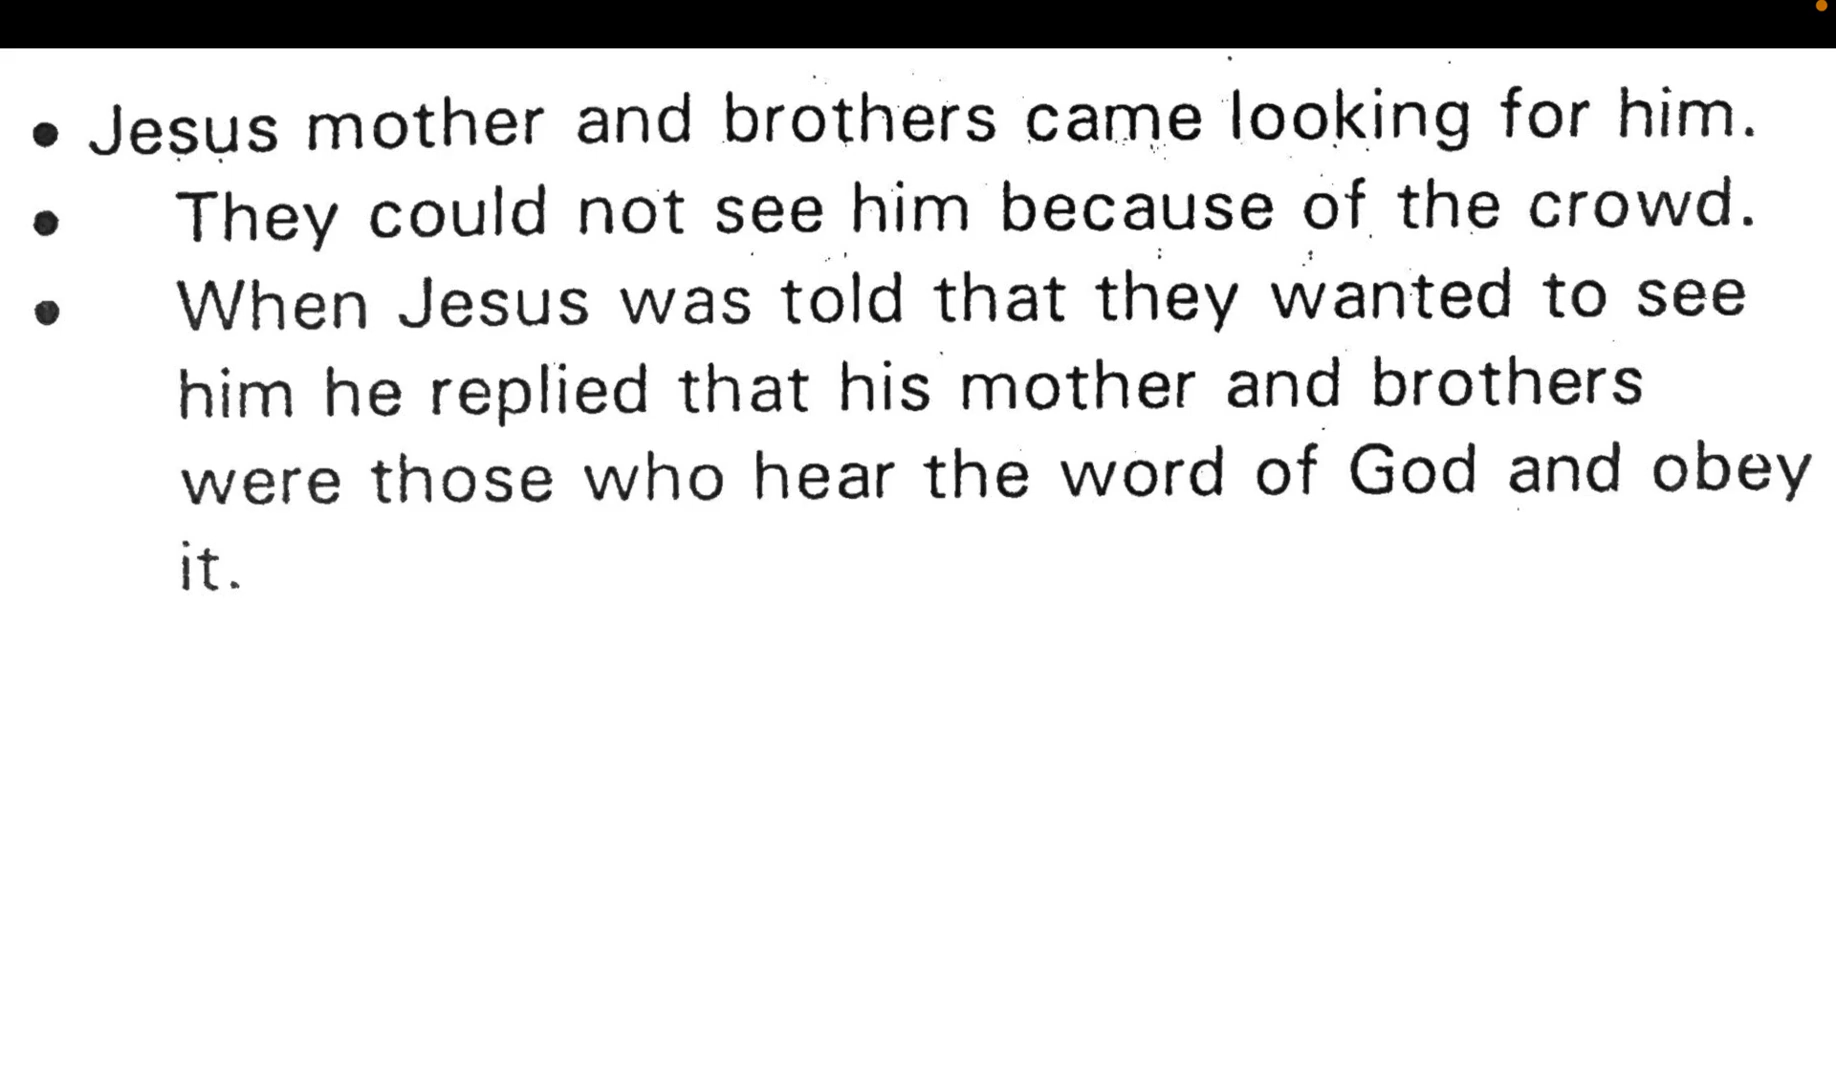 • Jesus mother and brothers came looking for him.
• They could not see him because of the crowd.
• When Jesus was told that they wanted to see
him he replied that his mother and brothers
were those who hear the word of God and obey
it.